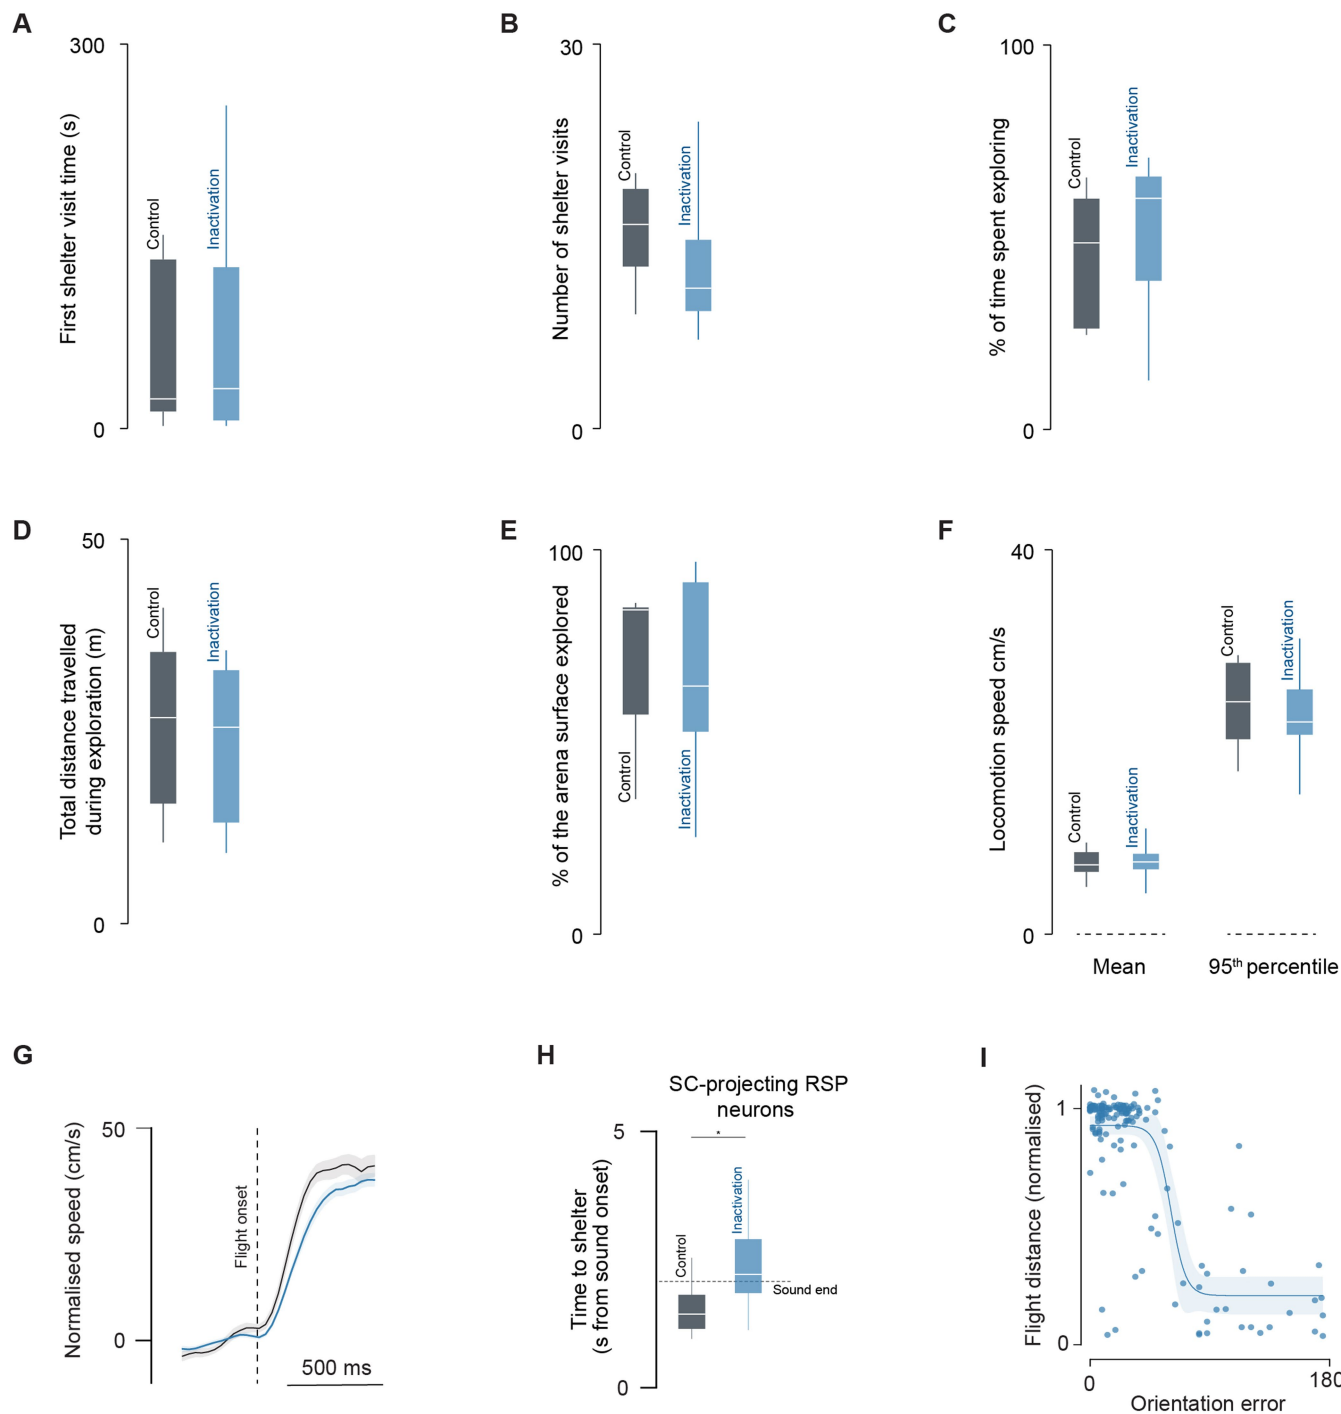 A
300
First shelter visit time (s)
Control
Inactivation
0
B
30
Number of shelter visits
Control
Inactivation
0
C
100
% of time spent exploring
Control
Inactivation
0
D
50
Total distance travelled
during exploration (m)
Control
Inactivation
0
E
100
% of the arena surface explored
Control
Inactivation
0
F
40
Locomotion speed cm/s
Control
Inactivation
Control
Inactivation
0
Mean
95th percentile
G
50
Normalised speed (cm/s)
Flight onset
0
500 ms
H
SC-projecting RSP
neurons
5
*
Time to shelter
(s from sound onset)
Control
Inactivation
Sound end
0
I
Flight distance (normalised)
1
0
0
180
Orientation error